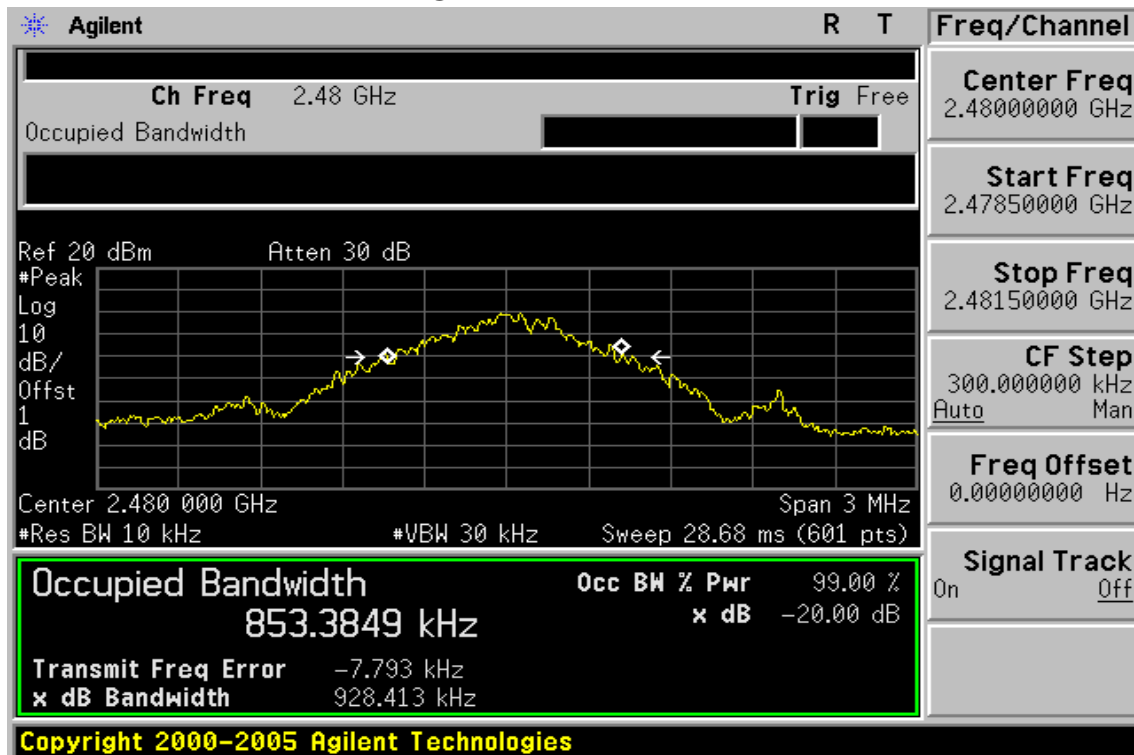 Agilent R T
Ch Freq 2.48 GHz Trig Free
Occupied Bandwidth
Ref 20 dBm Atten 30 dB
#Peak
Log
10
dB/
Offst
1
dB
Center 2.480 000 GHz Span 3 MHz
#Res BW 10 kHz #VBW 30 kHz Sweep 28.68 ms (601 pts)
Occupied Bandwidth Occ BW % Pwr 99.00 %
853.3849 kHz x dB -20.00 dB
Transmit Freq Error -7.793 kHz
x dB Bandwidth 928.413 kHz
Copyright 2000-2005 Agilent Technologies
Freq/Channel
Center Freq
2.48000000 GHz
Start Freq
2.47850000 GHz
Stop Freq
2.48150000 GHz
CF Step
300.000000 kHz
Auto Man
Freq Offset
0.00000000 Hz
Signal Track
On Off